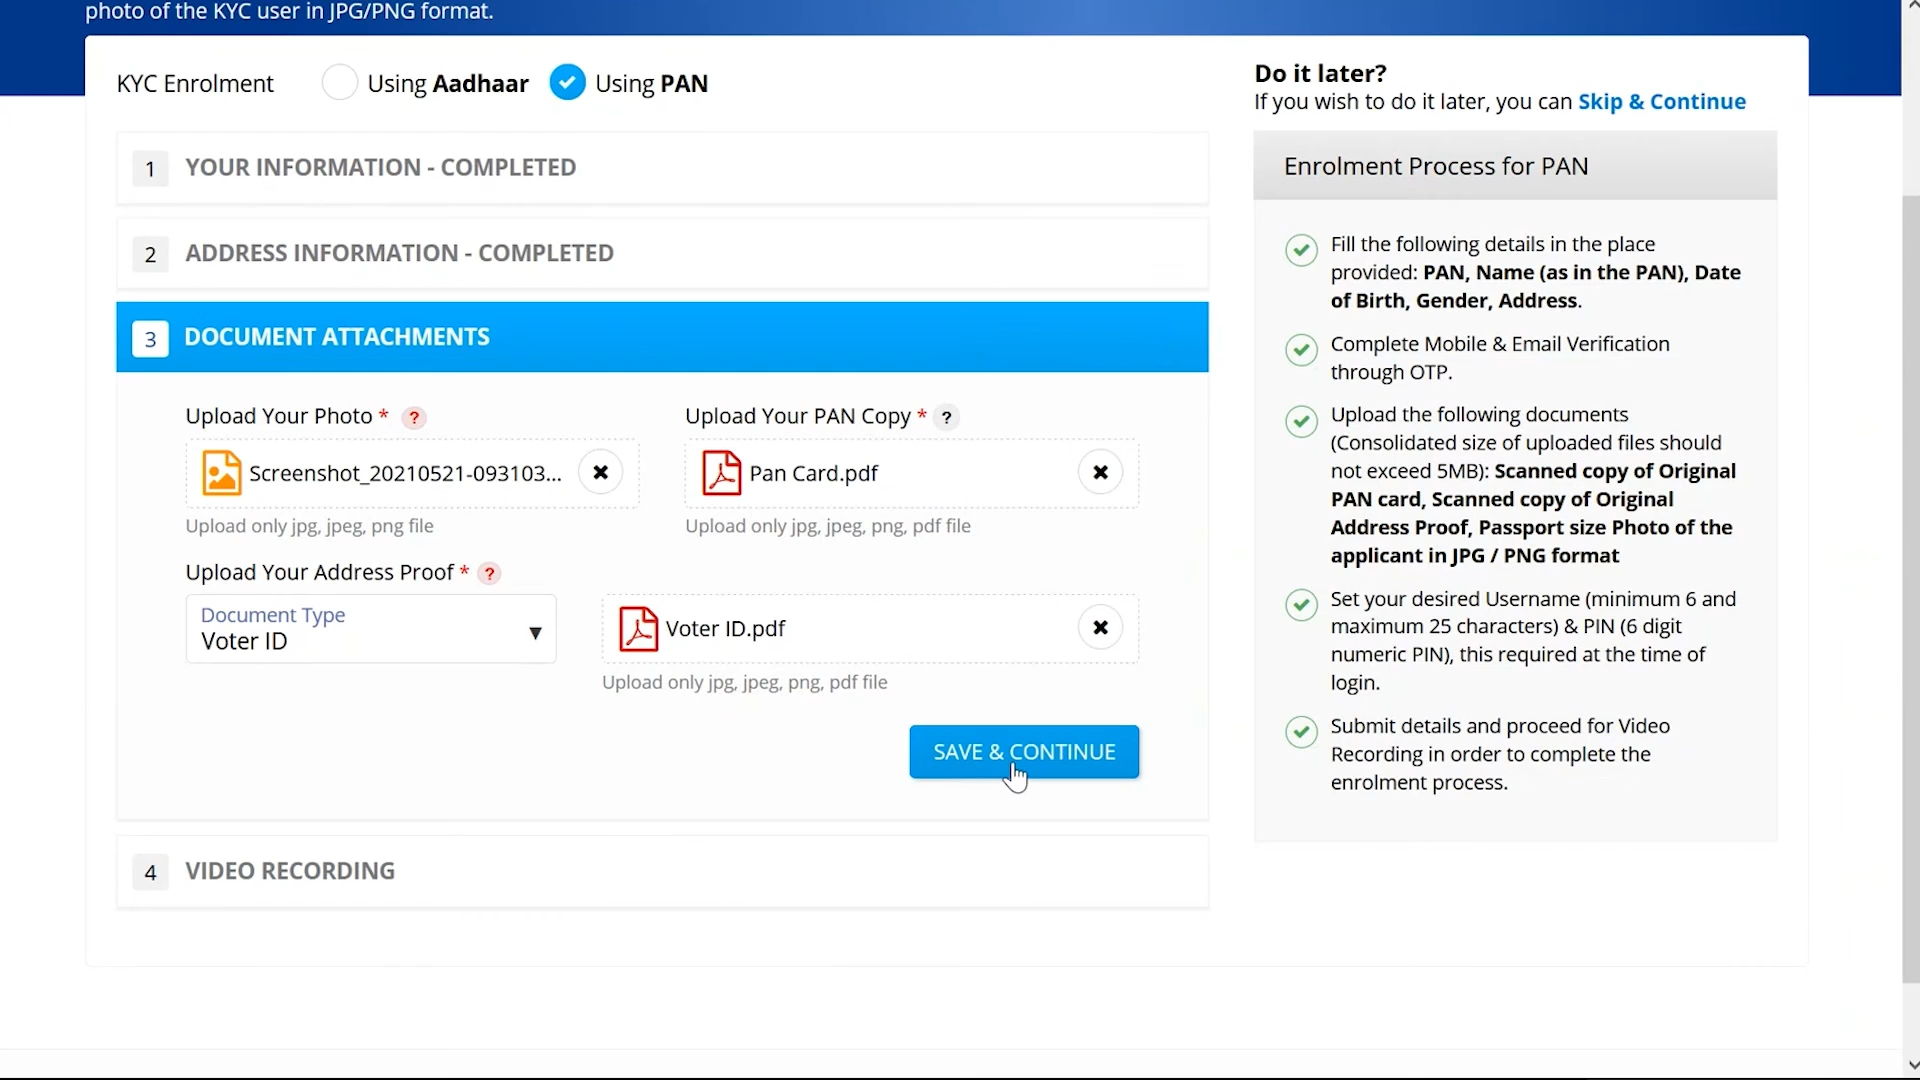 photo of the KYC user in JPG/PNG format.
KYC Enrolment
Using Aadhaar
Using PAN
1 YOUR INFORMATION - COMPLETED
2 ADDRESS INFORMATION - COMPLETED
3 DOCUMENT ATTACHMENTS
Upload Your Photo * ?
Upload Your PAN Copy * ?
Screenshot_20210521-093103...
Pan Card.pdf
Upload only jpg, jpeg, png file
Upload only jpg, jpeg, png, pdf file
Upload Your Address Proof * ?
Document Type
Voter ID
Voter ID.pdf
Upload only jpg, jpeg, png, pdf file
SAVE & CONTINUE
4 VIDEO RECORDING
Do it later?
If you wish to do it later, you can Skip & Continue
Enrolment Process for PAN
Fill the following details in the place
provided: PAN, Name (as in the PAN), Date
of Birth, Gender, Address.
Complete Mobile & Email Verification
through OTP.
Upload the following documents
(Consolidated size of uploaded files should
not exceed 5MB): Scanned copy of Original
PAN card, Scanned copy of Original
Address Proof, Passport size Photo of the
applicant in JPG / PNG format
Set your desired Username (minimum 6 and
maximum 25 characters) & PIN (6 digit
numeric PIN), this required at the time of
login.
Submit details and proceed for Video
Recording in order to complete the
enrolment process.